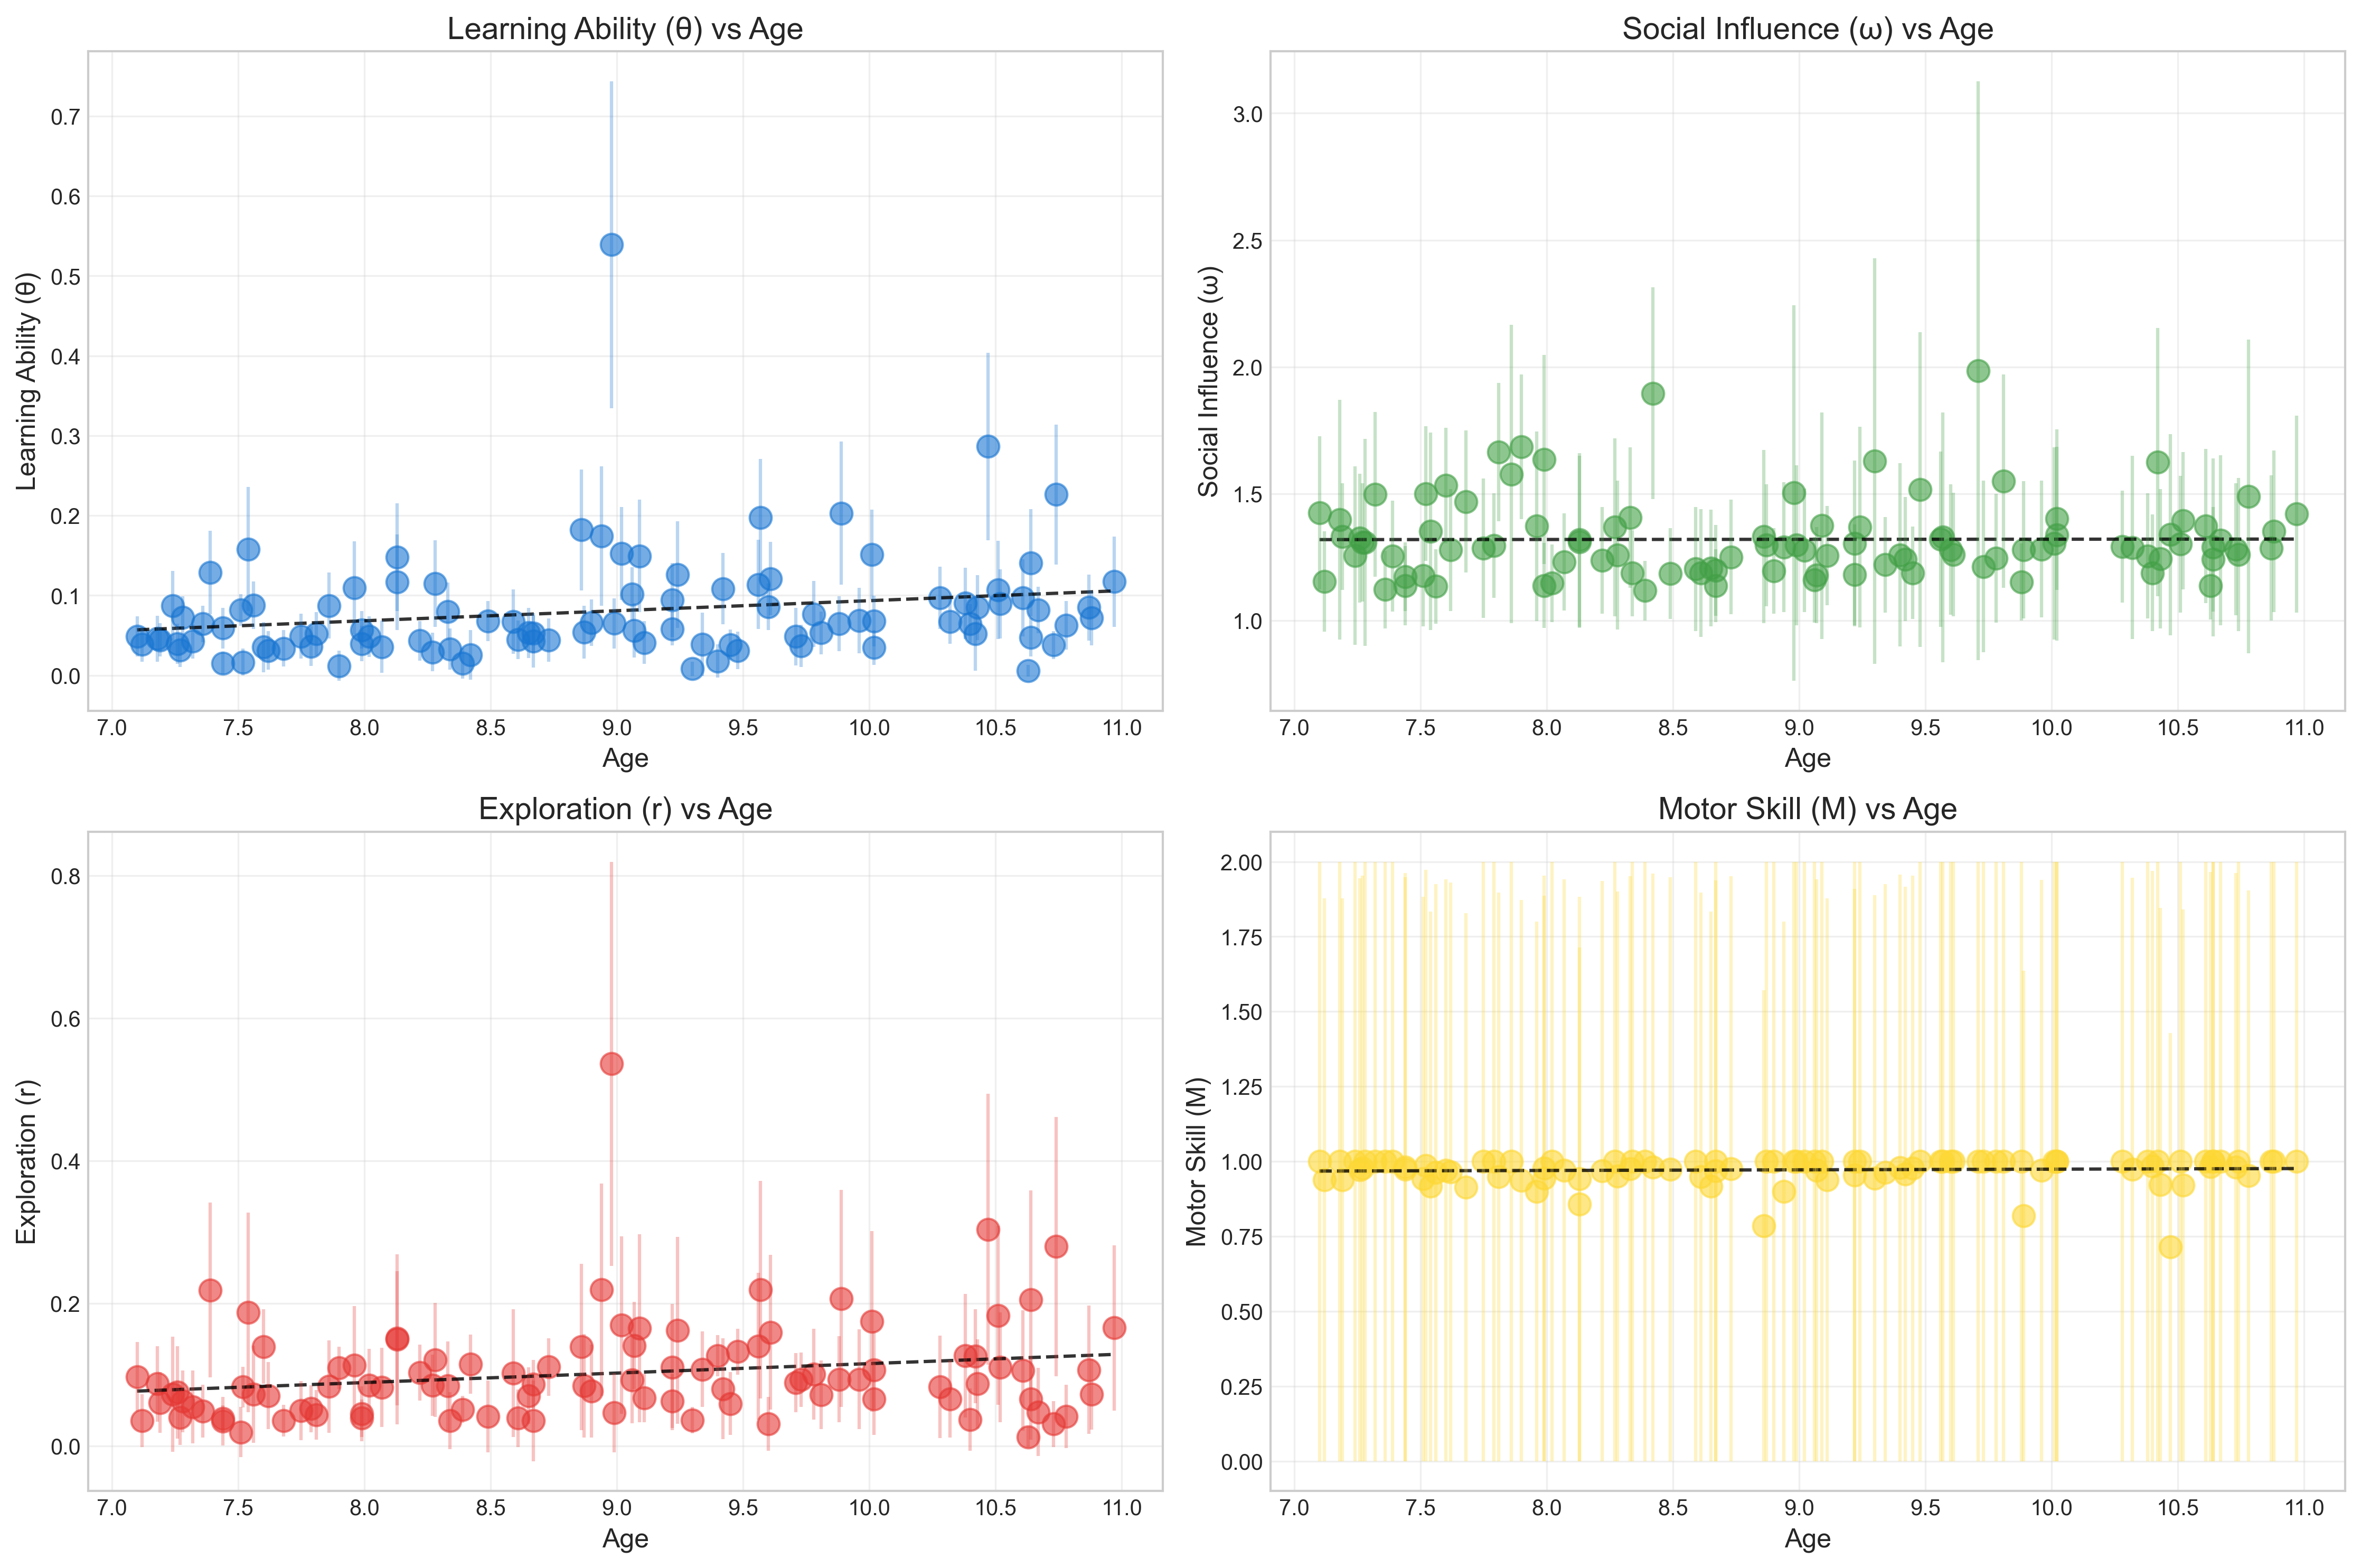 Learning Ability (θ) vs Age
Learning Ability (θ)
0.7
0.6
0.5
0.4
0.3
0.2
0.1
0.0
7.0 7.5 8.0 8.5 9.0 9.5 10.0 10.5 11.0
Age
Social Influence (ω) vs Age
Social Influence (ω)
3.0
2.5
2.0
1.5
1.0
7.0 7.5 8.0 8.5 9.0 9.5 10.0 10.5 11.0
Age
Exploration (r) vs Age
Exploration (r)
0.8
0.6
0.4
0.2
0.0
7.0 7.5 8.0 8.5 9.0 9.5 10.0 10.5 11.0
Age
Motor Skill (M) vs Age
Motor Skill (M)
2.00
1.75
1.50
1.25
1.00
0.75
0.50
0.25
0.00
7.0 7.5 8.0 8.5 9.0 9.5 10.0 10.5 11.0
Age